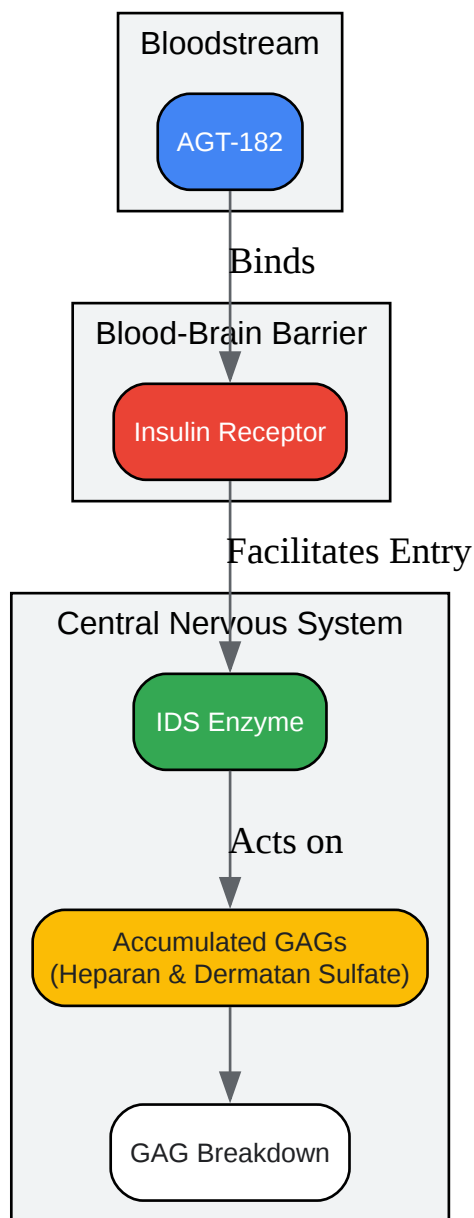 Bloodstream
AGT-182
Binds
Blood-Brain Barrier
Insulin Receptor
Facilitates Entry
Central Nervous System
IDS Enzyme
Acts on
Accumulated GAGs
(Heparan & Dermatan Sulfate)
GAG Breakdown